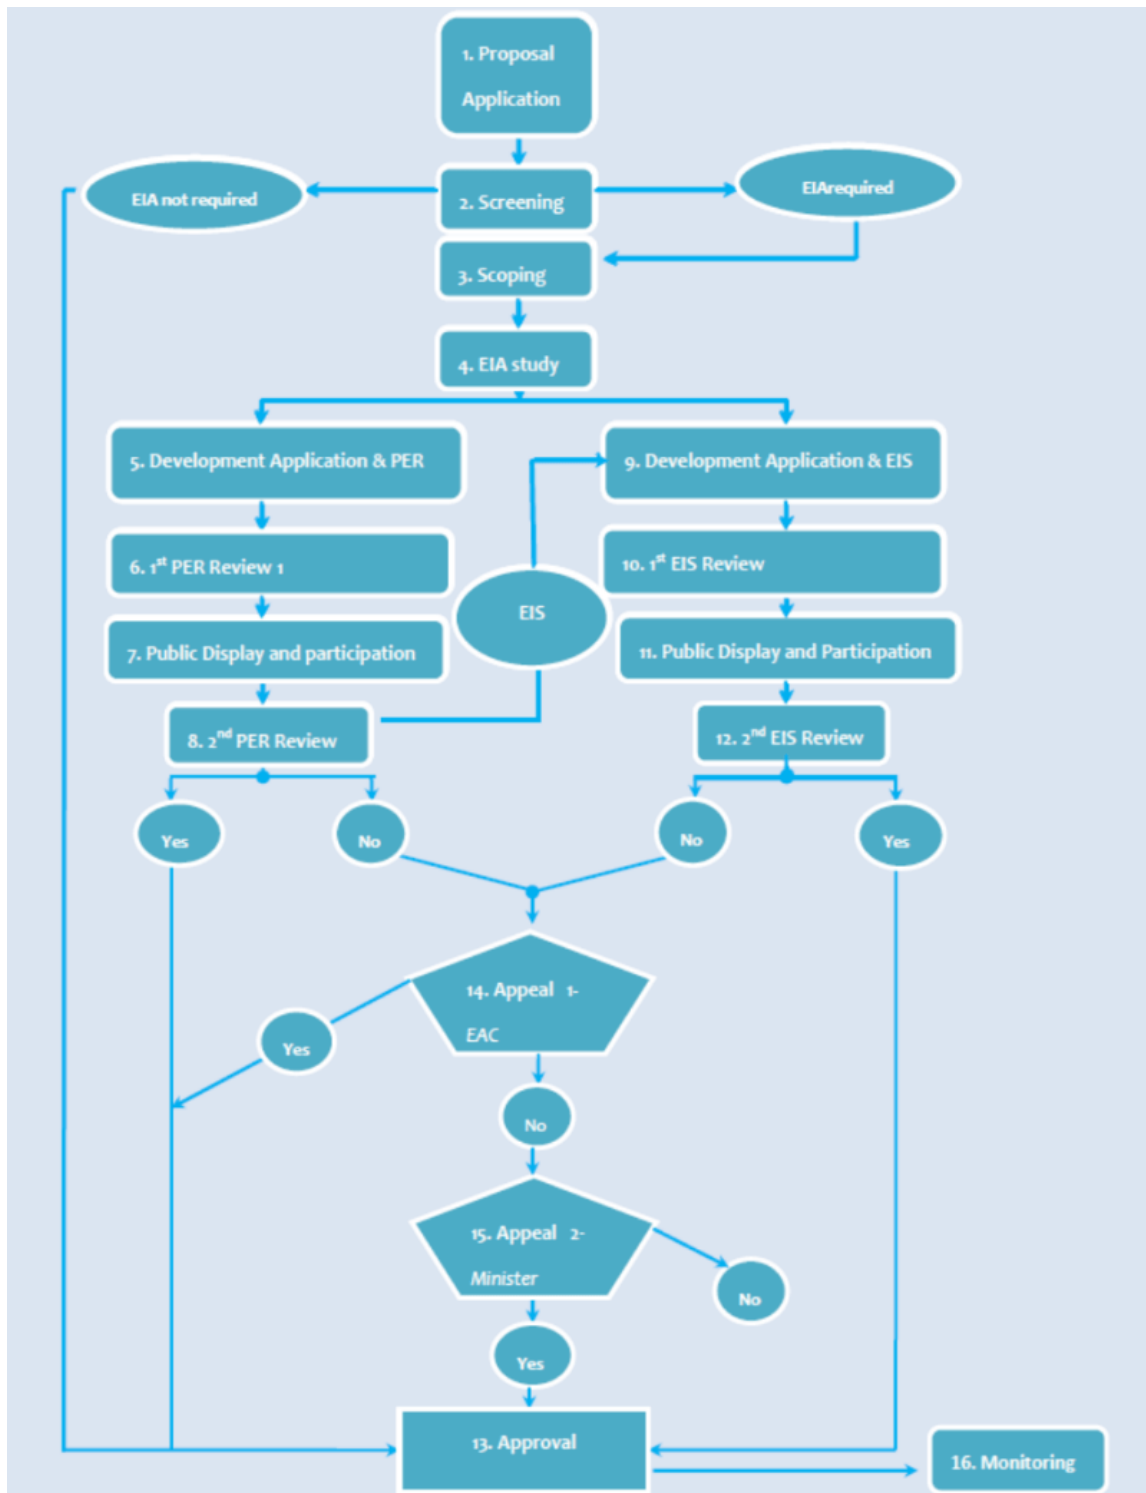 1. Proposal
Application
EIA not required
2. Screening
EIArequired
3. Scoping
4. EIA study
5. Development Application & PER
9. Development Application & EIS
6. 1st PER Review 1
10. 1st EIS Review
EIS
7. Public Display and participation
11. Public Display and Participation
8. 2nd PER Review
12. 2nd EIS Review
Yes
No
No
Yes
14. Appeal 1-
EAC
Yes
No
15. Appeal 2-
Minister
No
Yes
13. Approval
16. Monitoring